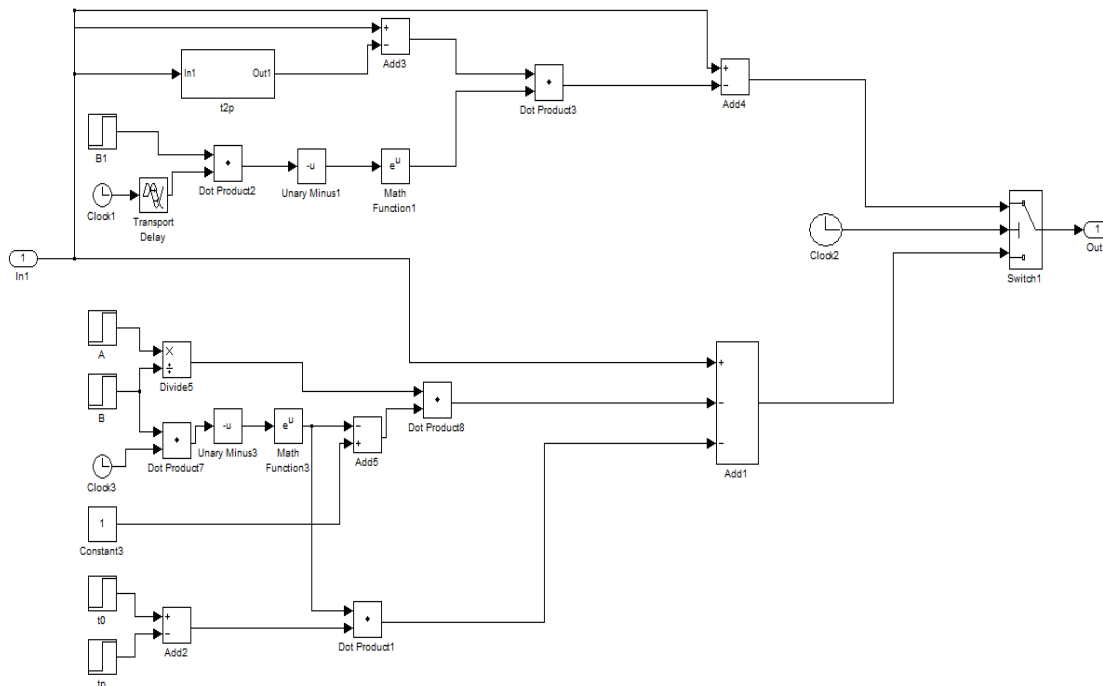 +
−
Add3
In1 Out1
t2p
Dot Product3
+
−
Add4
B1
Dot Product2
-u
Unary Minus1
e^u
Math
Function1
Clock1
Transport
Delay
1
In1
Clock2
Switch1
1
Out
A
×
÷
Divide5
B
Dot Product7
-u
Unary Minus3
e^u
Math
Function3
−
+
Add5
Dot Product8
+
−
−
Add1
Clock3
1
Constant3
t0
+
−
Add2
Dot Product1
tp